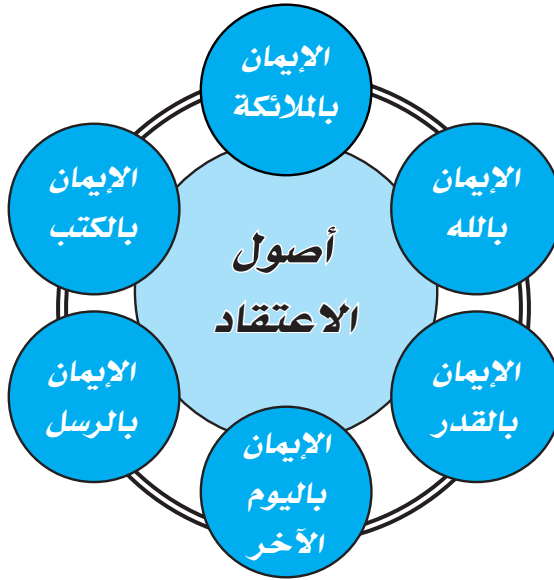 أصول
الاعتقاد
الإيمان
بالله
الإيمان
بالملائكة
الإيمان
بالكتب
الإيمان
بالرسل
الإيمان
باليوم
الآخر
الإيمان
بالقدر